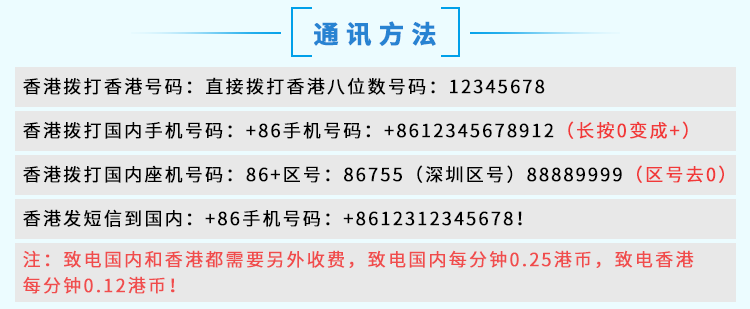 通讯方法
香港拨打香港号码：直接拨打香港八位数号码：12345678
香港拨打国内手机号码：+86手机号码：+8612345678912（长按0变成+）
香港拨打国内座机号码：86+区号：86755（深圳区号）88889999（区号去0）
香港发短信到国内：+86手机号码：+8612312345678！
注：致电国内和香港都需要另外收费，致电国内每分钟0.25港币，致电香港
每分钟0.12港币！